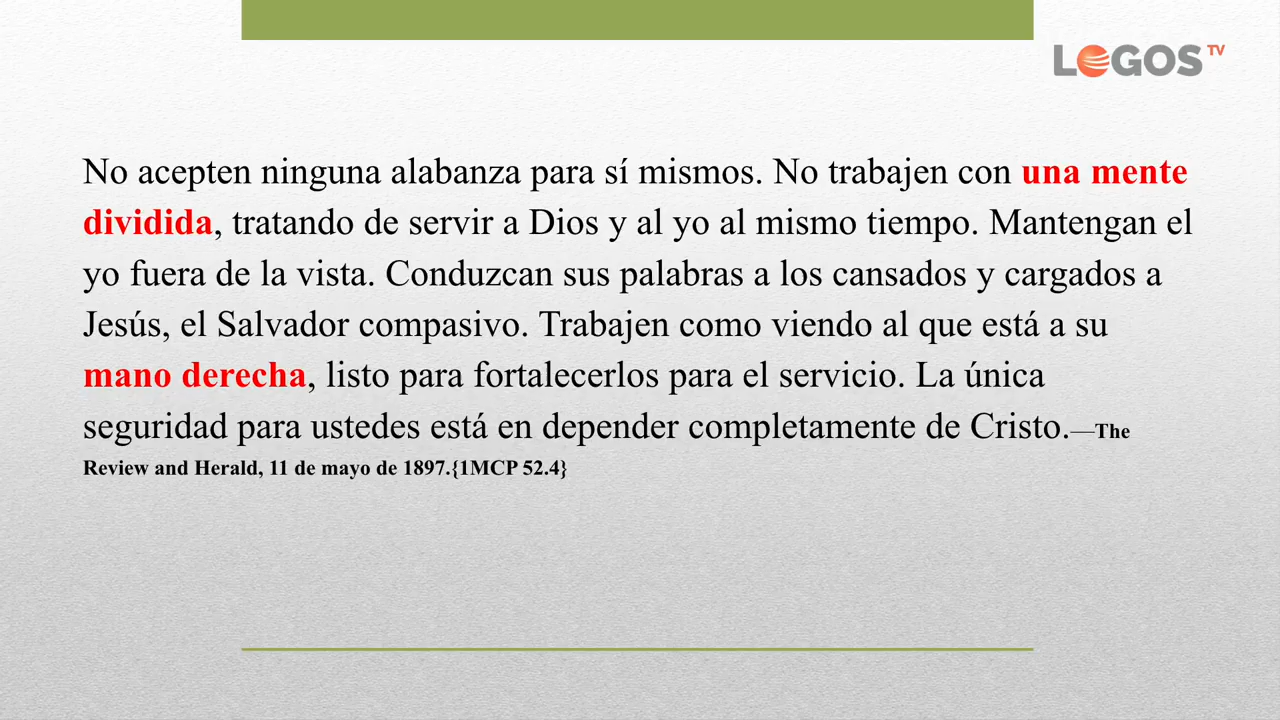 LOGOS TV
No acepten ninguna alabanza para sí mismos. No trabajen con una mente
dividida, tratando de servir a Dios y al yo al mismo tiempo. Mantengan el
yo fuera de la vista. Conduzcan sus palabras a los cansados y cargados a
Jesús, el Salvador compasivo. Trabajen como viendo al que está a su
mano derecha, listo para fortalecerlos para el servicio. La única
seguridad para ustedes está en depender completamente de Cristo.—The
Review and Herald, 11 de mayo de 1897.{1MCP 52.4}